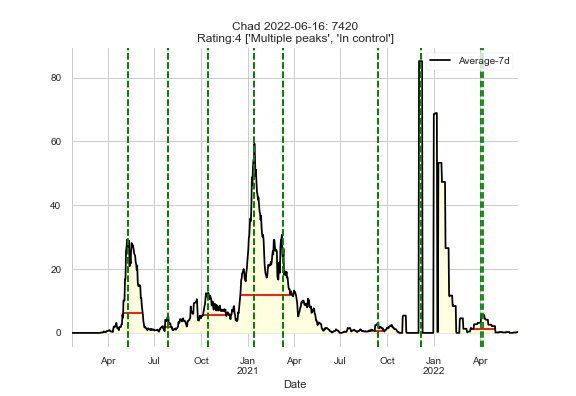 Chad 2022-06-16: 7420
Rating:4 ['Multiple peaks', 'In control']
Average-7d
80
60
40
20
0
Apr Jul Oct Jan Apr Jul Oct Jan Apr
2021 2022
Date